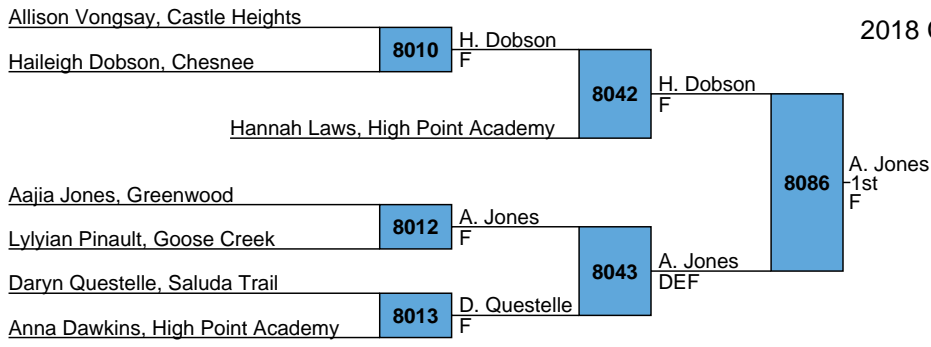 Allison Vongsay, Castle Heights
2018
8010
H. Dobson
F
Haileigh Dobson, Chesnee
8042
H. Dobson
F
Hannah Laws, High Point Academy
8086
A. Jones
1st
F
Aajia Jones, Greenwood
8012
A. Jones
F
Lylyian Pinault, Goose Creek
8043
A. Jones
DEF
Daryn Questelle, Saluda Trail
8013
D. Questelle
F
Anna Dawkins, High Point Academy